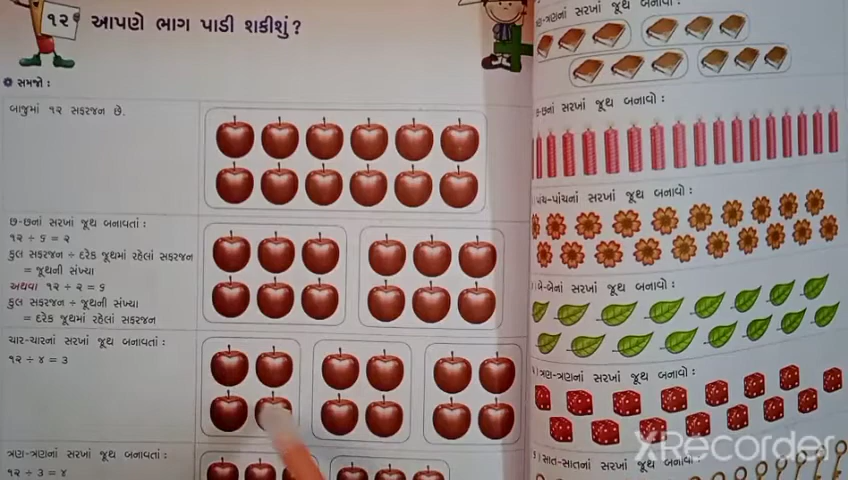 ૧૨
આપણે ભાગ પાડી શકીશું?
સમજો :
બાજુમાં ૧૨ સફરજન છે.
છ-છનાં સરખાં જૂથ બનાવતાં :
૧૨ ÷ ૬ = ૨
કુલ સફરજન ÷ દરેક જૂથમાં રહેલાં સફરજન
= જૂથની સંખ્યા
અથવા ૧૨ ÷ ૨ = ૬
કુલ સફરજન ÷ જૂથની સંખ્યા
= દરેક જૂથમાં રહેલાં સફરજન
ચાર-ચારનાં સરખાં જૂથ બનાવતાં :
૧૨ ÷ ૪ = ૩
ત્રણ-ત્રણનાં સરખાં જૂથ બનાવતાં :
૧૨ ÷ ૩ = ૪
ત્રણનાં સરખાં જૂથ બનાવો :
છનાં સરખાં જૂથ બનાવો :
પાંચ-પાંચનાં સરખાં જૂથ બનાવો :
બે-બેનાં સરખાં જૂથ બનાવો :
ત્રણ-ત્રણનાં સરખાં જૂથ બનાવો :
સાત-સાતનાં સરખાં જૂથ બનાવો :
XRecorder